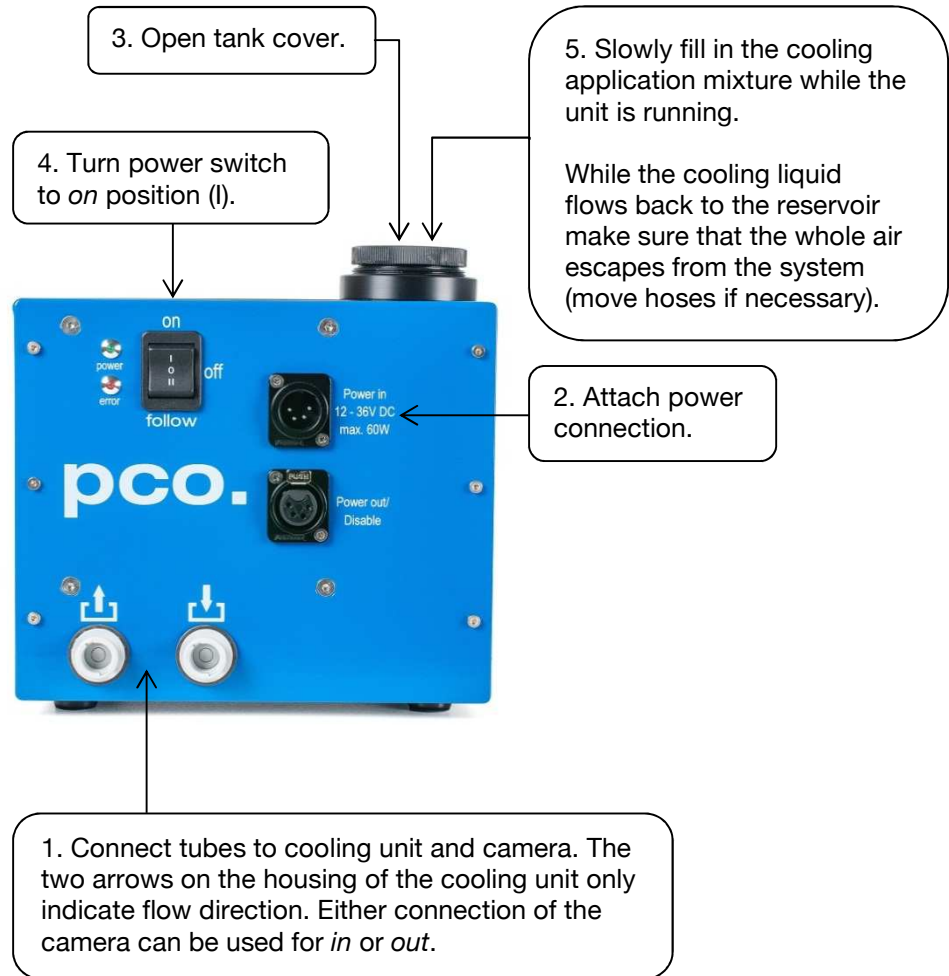 3. Open tank cover.
5. Slowly fill in the cooling
application mixture while the
unit is running.
While the cooling liquid
flows back to the reservoir
make sure that the whole air
escapes from the system
(move hoses if necessary).
4. Turn power switch
to on position (I).
on
power
I
O
II
off
error
follow
Power in
12 - 36V DC
max. 60W
2. Attach power
connection.
pco.
PUSH
Power out/
Disable
1. Connect tubes to cooling unit and camera. The
two arrows on the housing of the cooling unit only
indicate flow direction. Either connection of the
camera can be used for in or out.